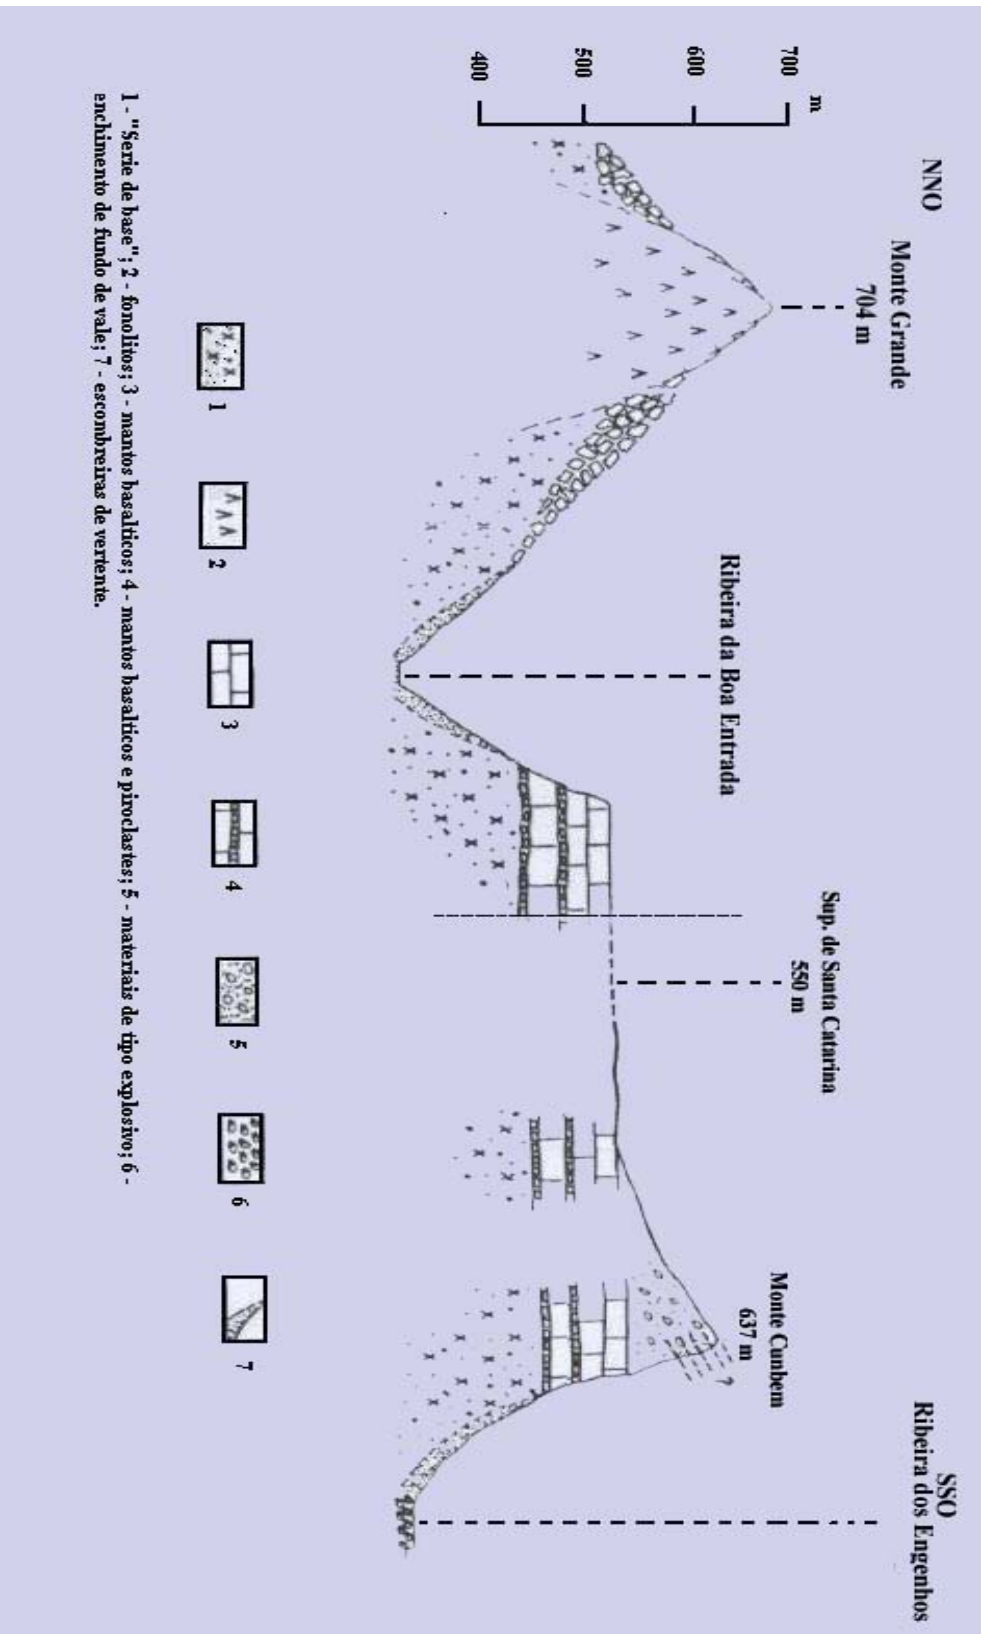 NNO
Monte Grande
704 m
Ribeira da Boa Entrada
Sup. de Santa Catarina
550 m
Monte Cunbem
637 m
SSO
Ribeira dos Engenhos
m
700
600
500
400
?
1
2
3
4
5
6
7
1 - "Serie de base"; 2 - fonolitos; 3 - mantos basalticos; 4 - mantos basalticos e piroclastes; 5 - materiais de tipo explosivo; 6 -
enchimento de fundo de vale; 7 - escombreiras de vertente.